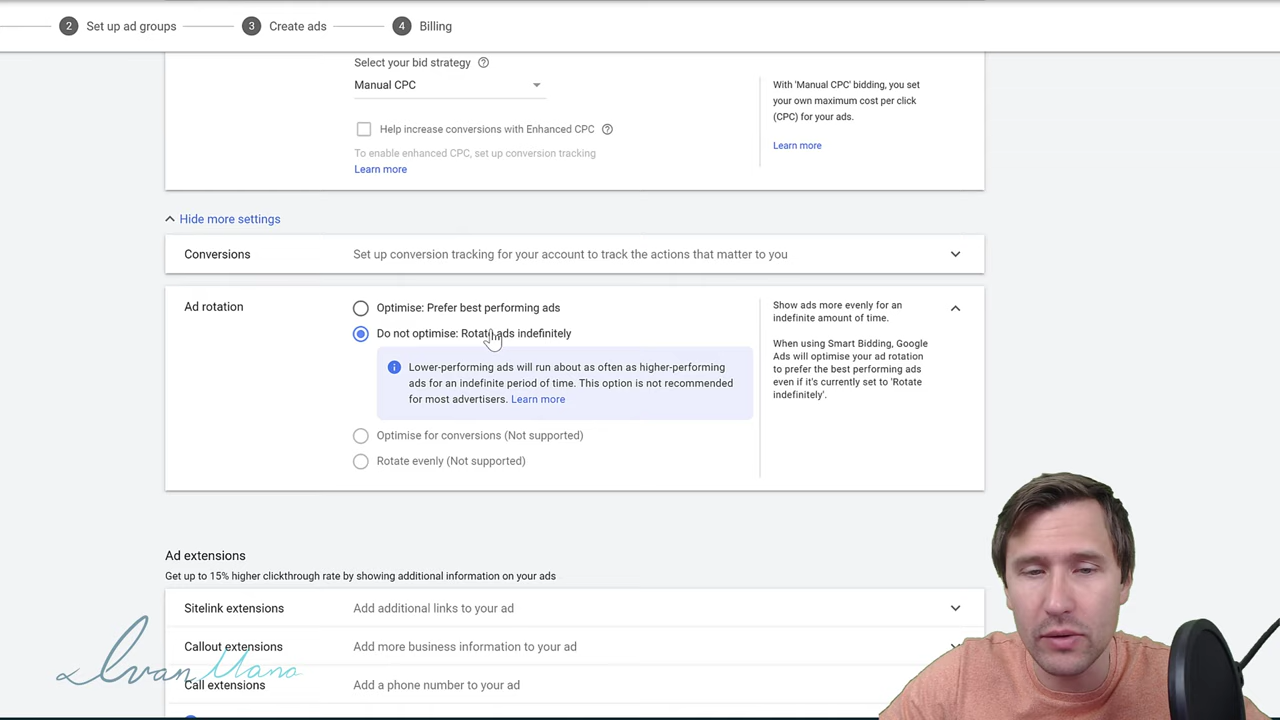 2 Set up ad groups 3 Create ads 4 Billing
Select your bid strategy
Manual CPC
Help increase conversions with Enhanced CPC
To enable enhanced CPC, set up conversion tracking
Learn more
With 'Manual CPC' bidding, you set
your own maximum cost per click
(CPC) for your ads.
Learn more
Hide more settings
Conversions Set up conversion tracking for your account to track the actions that matter to you
Ad rotation
Optimise: Prefer best performing ads
Do not optimise: Rotate ads indefinitely
Lower-performing ads will run about as often as higher-performing
ads for an indefinite period of time. This option is not recommended
for most advertisers. Learn more
Optimise for conversions (Not supported)
Rotate evenly (Not supported)
Show ads more evenly for an
indefinite amount of time.
When using Smart Bidding, Google
Ads will optimise your ad rotation
to prefer the best performing ads
even if it's currently set to 'Rotate
indefinitely'.
Ad extensions
Get up to 15% higher clickthrough rate by showing additional information on your ads
Sitelink extensions Add additional links to your ad
Callout extensions Add more business information to your ad
Call extensions Add a phone number to your ad
Ivan Mana